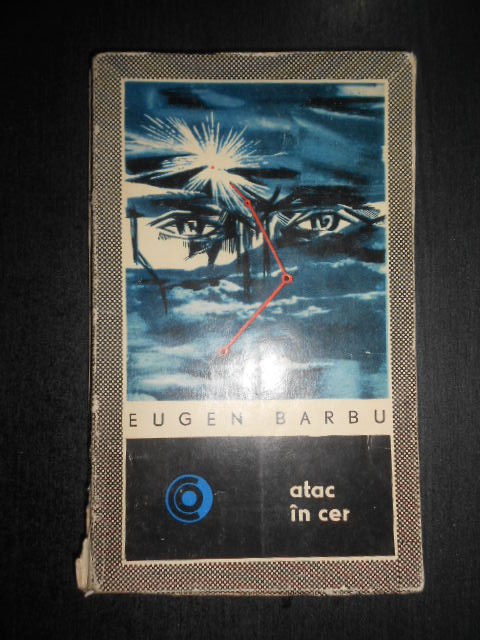 EUGEN BARBU
atac
în cer